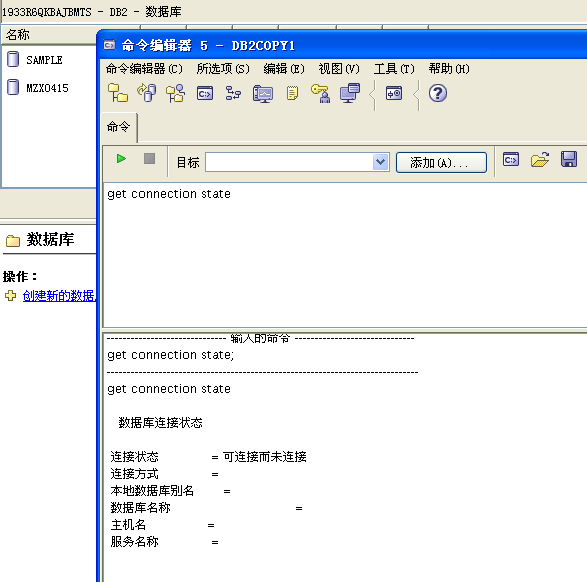 1933R6QKBAJBMTS - DB2 - 数据库
名称
SAMPLE
MZXO415
命令编辑器 5 - DB2COPY1
命令编辑器(C) 所选项(S) 编辑(E) 视图(V) 工具(T) 帮助(H)
命令
目标 添加(A)...
get connection state
数据库
操作：
创建新的数据
------------------------------ 输入的命令 ------------------------------
get connection state;
------------------------------------------------------------------------------
get connection state
数据库连接状态
连接状态 = 可连接而未连接
连接方式 =
本地数据库别名 =
数据库名称 =
主机名 =
服务名称 =